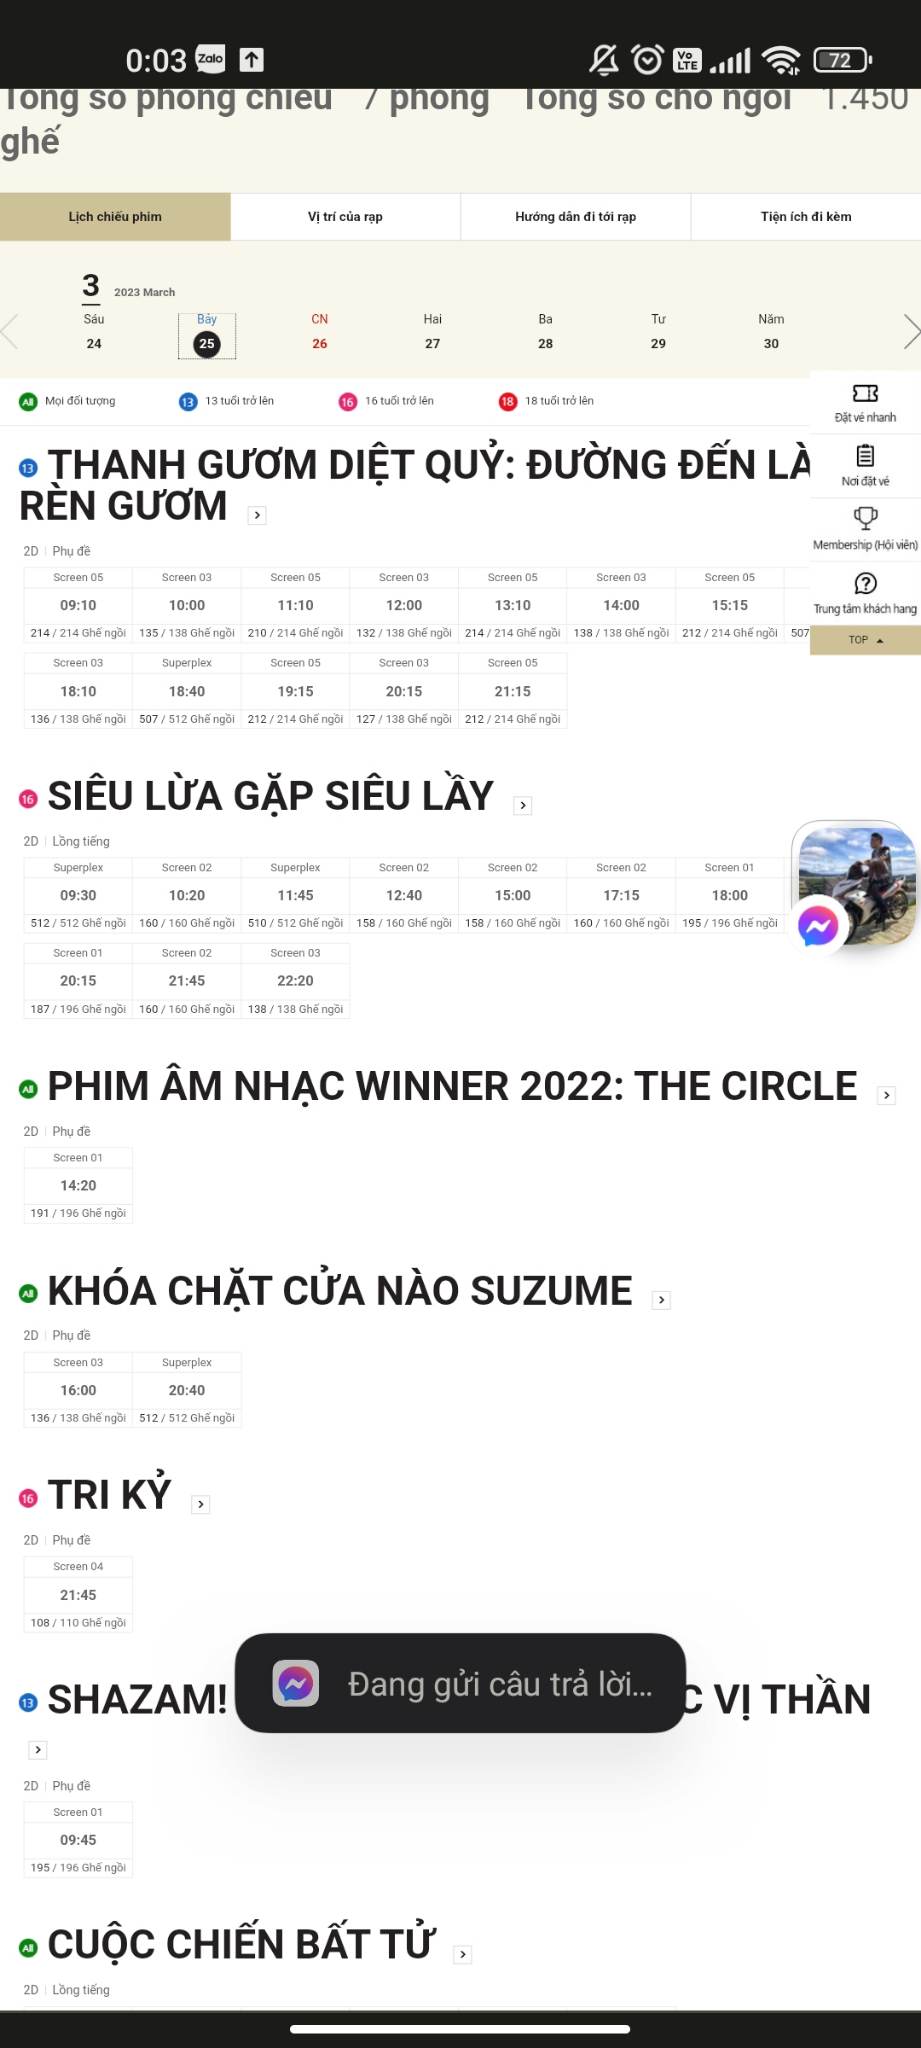 0:03 Zalo Vo LTE 72
Tổng số phòng chiếu 7 phòng Tổng số chỗ ngồi 1.450
ghế
Lịch chiếu phim Vị trí của rạp Hướng dẫn đi tới rạp Tiện ích đi kèm
3 2023 March
Sáu Bảy CN Hai Ba Tư Năm
24 25 26 27 28 29 30
All Mọi đối tượng 13 13 tuổi trở lên 16 16 tuổi trở lên 18 18 tuổi trở lên
Đặt vé nhanh
Nơi đặt vé
Membership (Hội viên)
Trung tâm khách hang
TOP
13 THANH GƯƠM DIỆT QUỶ: ĐƯỜNG ĐẾN
RÈN GƯƠM
2D Phụ đề
Screen 05 Screen 03 Screen 05 Screen 03 Screen 05 Screen 03 Screen 05
09:10 10:00 11:10 12:00 13:10 14:00 15:15
214 / 214 Ghế ngồi 135 / 138 Ghế ngồi 210 / 214 Ghế ngồi 132 / 138 Ghế ngồi 214 / 214 Ghế ngồi 138 / 138 Ghế ngồi 212 / 214 Ghế ngồi 507
Screen 03 Superplex Screen 05 Screen 03 Screen 05
18:10 18:40 19:15 20:15 21:15
136 / 138 Ghế ngồi 507 / 512 Ghế ngồi 212 / 214 Ghế ngồi 127 / 138 Ghế ngồi 212 / 214 Ghế ngồi
16 SIÊU LỪA GẶP SIÊU LẦY
2D Lồng tiếng
Superplex Screen 02 Superplex Screen 02 Screen 02 Screen 02 Screen 01
09:30 10:20 11:45 12:40 15:00 17:15 18:00
512 / 512 Ghế ngồi 160 / 160 Ghế ngồi 510 / 512 Ghế ngồi 158 / 160 Ghế ngồi 158 / 160 Ghế ngồi 160 / 160 Ghế ngồi 195 / 196 Ghế ngồi
Screen 01 Screen 02 Screen 03
20:15 21:45 22:20
187 / 196 Ghế ngồi 160 / 160 Ghế ngồi 138 / 138 Ghế ngồi
All PHIM ÂM NHẠC WINNER 2022: THE CIRCLE
2D Phụ đề
Screen 01
14:20
191 / 196 Ghế ngồi
All KHÓA CHẶT CỬA NÀO SUZUME
2D Phụ đề
Screen 03 Superplex
16:00 20:40
136 / 138 Ghế ngồi 512 / 512 Ghế ngồi
16 TRI KỶ
2D Phụ đề
Screen 04
21:45
108 / 110 Ghế ngồi
Đang gửi câu trả lời...
13 SHAZAM! VỊ THẦN
2D Phụ đề
Screen 01
09:45
195 / 196 Ghế ngồi
All CUỘC CHIẾN BẤT TỬ
2D Lồng tiếng